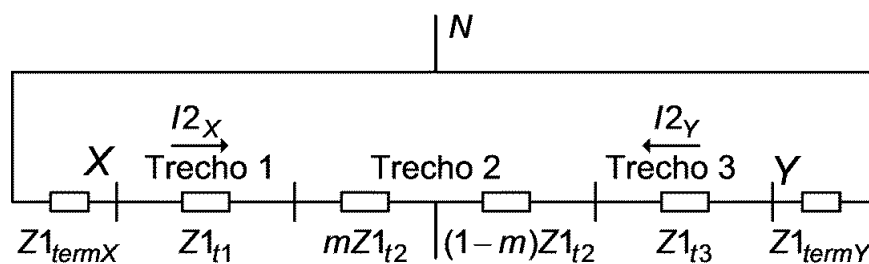 N
I2X I2Y
X Trecho 1 Trecho 2 Trecho 3 Y
Z1termX Z1t1 mZ1t2 (1−m)Z1t2 Z1t3 Z1termY